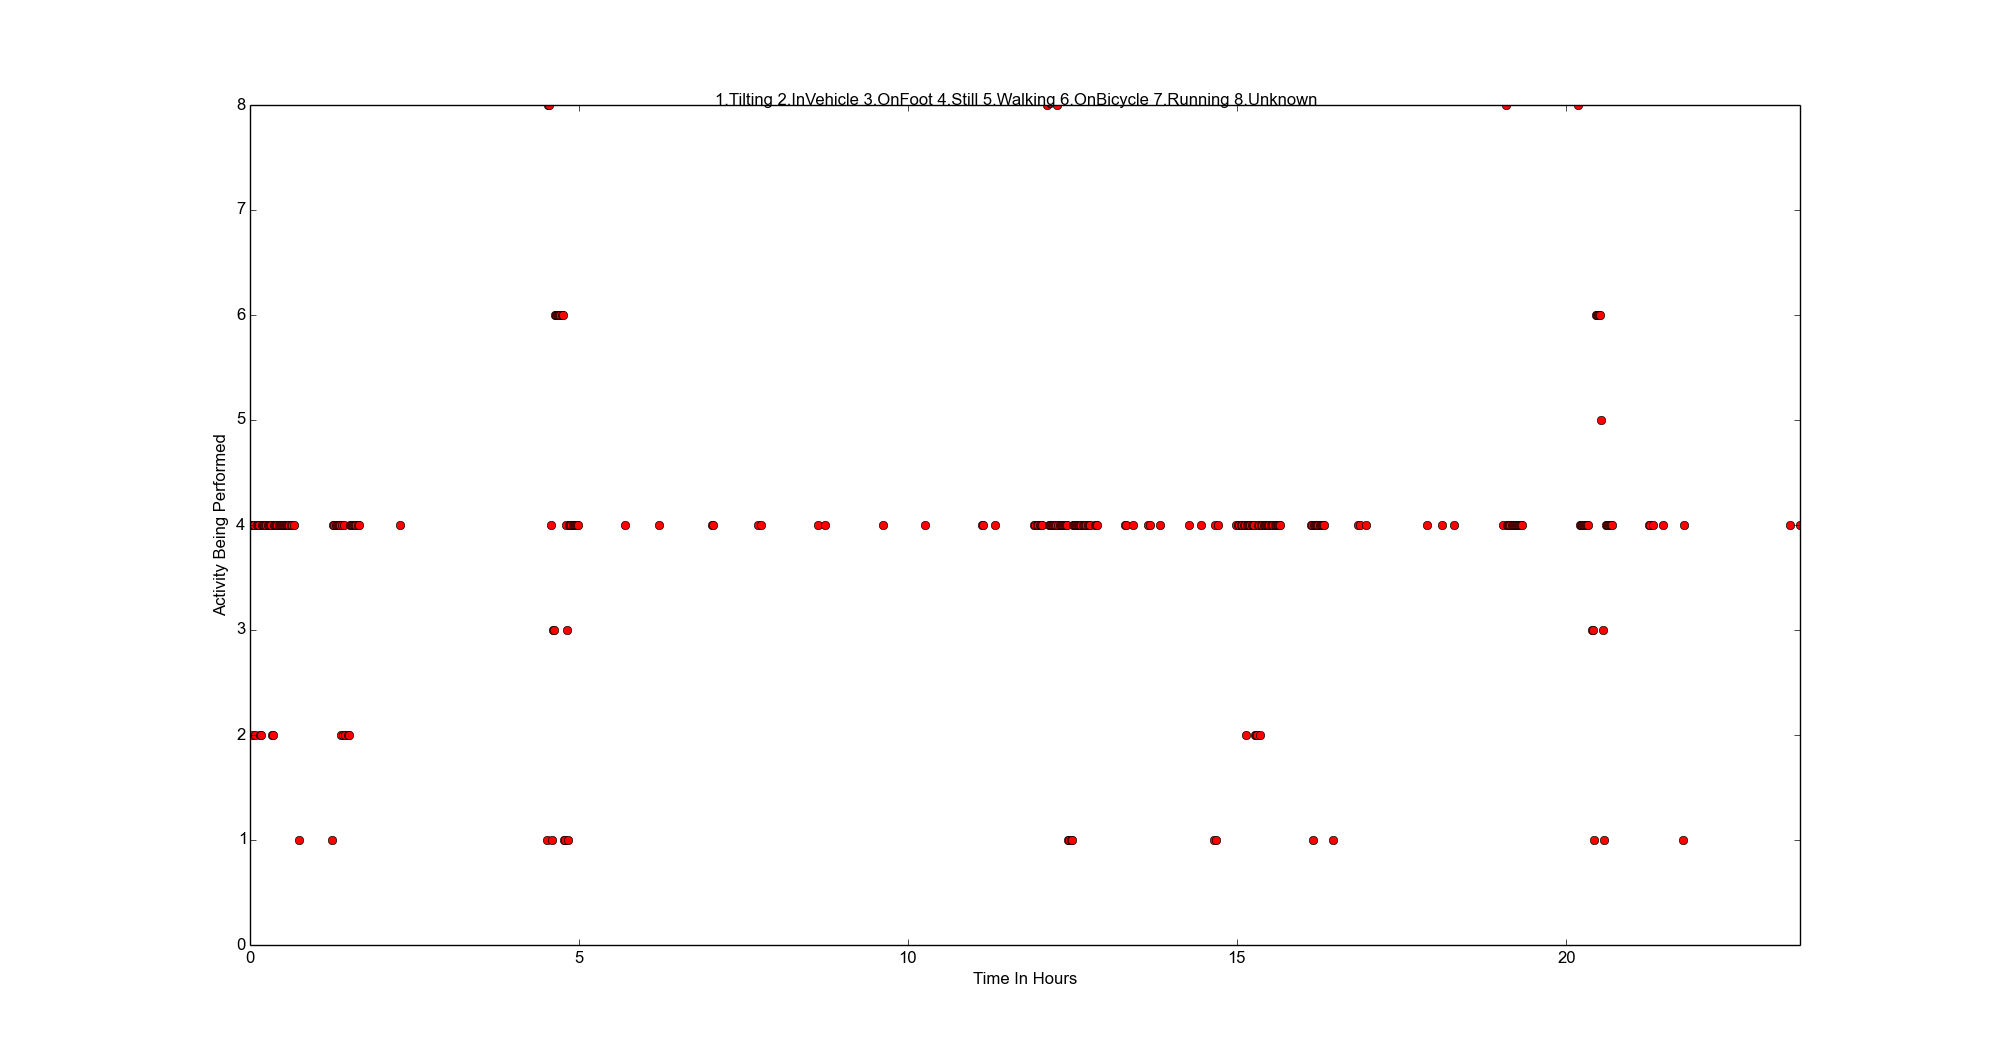 1.Tilting 2.InVehicle 3.OnFoot 4.Still 5.Walking 6.OnBicycle 7.Running 8.Unknown
8
7
6
5
4
3
2
1
0
Activity Being Performed
0 5 10 15 20
Time In Hours